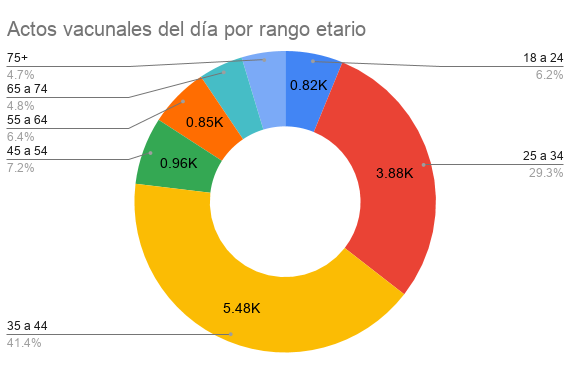 Actos vacunales del día por rango etario
75+
4.7%
65 a 74
4.8%
55 a 64
6.4%
45 a 54
7.2%
35 a 44
41.4%
18 a 24
6.2%
25 a 34
29.3%
0.82K
3.88K
5.48K
0.96K
0.85K